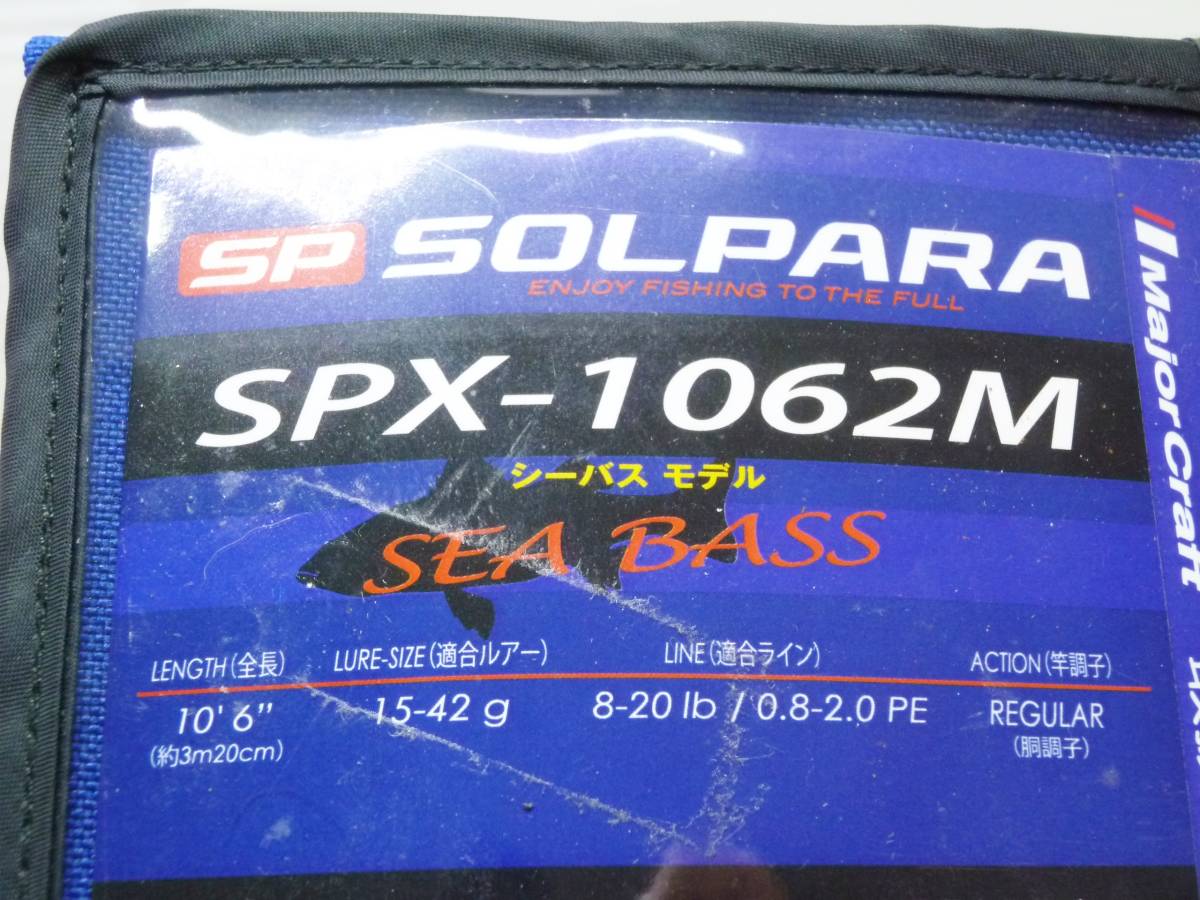 SP SOLPARA
ENJOY FISHING TO THE FULL
SPX-1062M
シーバス モデル
SEA BASS
LENGTH(全長) LURE-SIZE(適合ルアー) LINE(適合ライン) ACTION(竿調子)
10'6" 15-42 g 8-20 lb / 0.8-2.0 PE REGULAR
(約3m20cm) (胴調子)
Major Craft